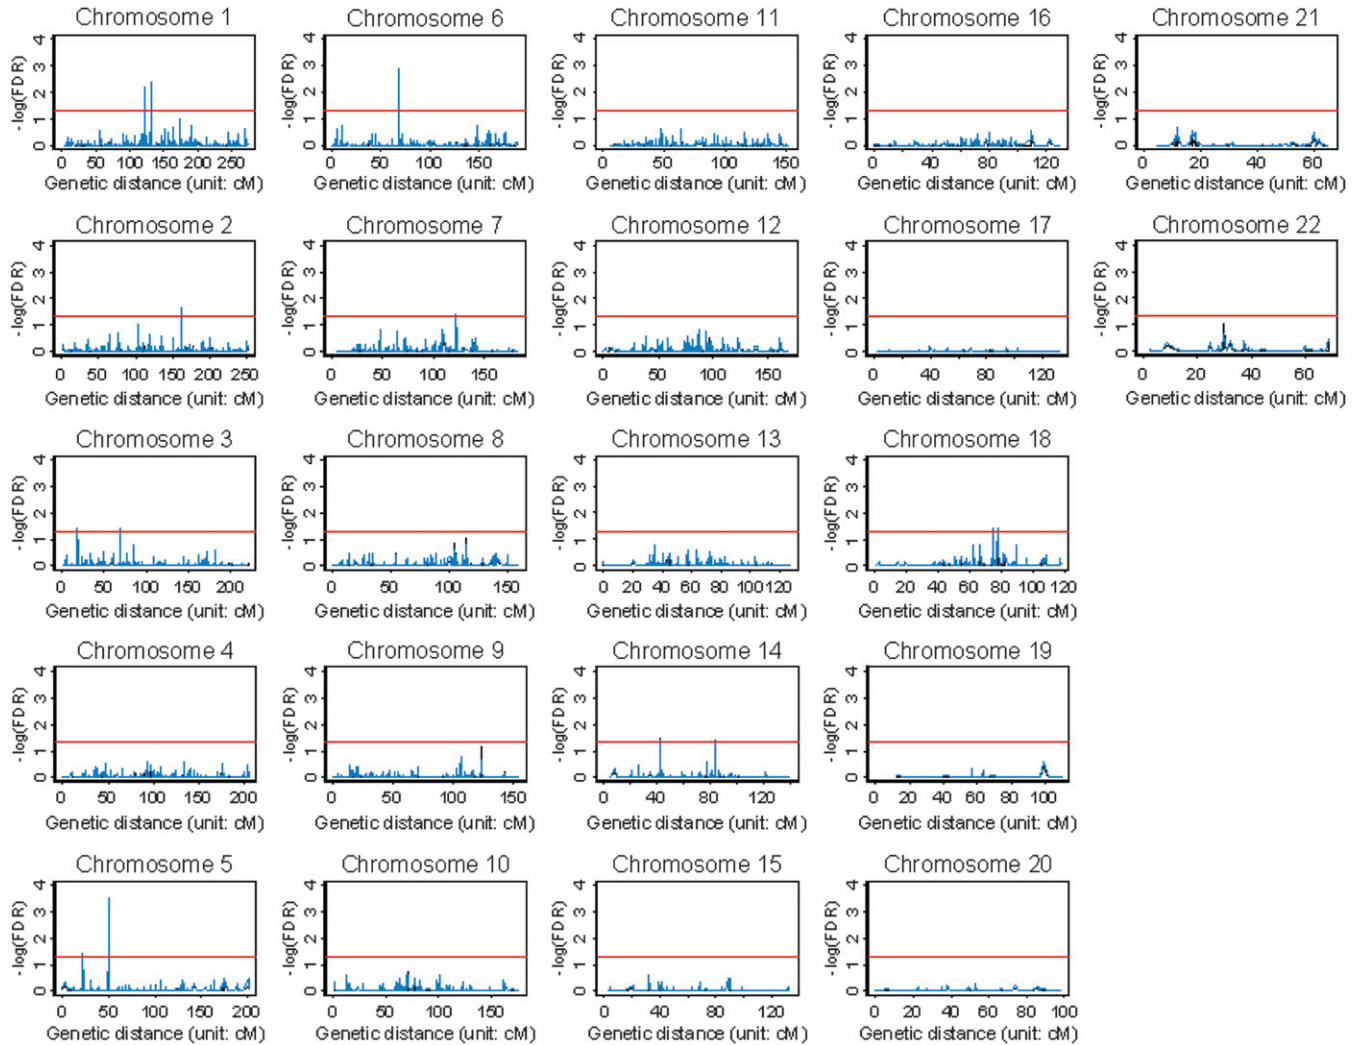 Chromosome 1 Chromosome 6 Chromosome 11 Chromosome 16 Chromosome 21
-log(FDR) -log(FDR) -log(FDR) -log(FDR) -log(FDR)
4 4 4 4 4
3 3 3 3 3
2 2 2 2 2
1 1 1 1 1
0 0 0 0 0
0 50 100 150 200 250 0 50 100 150 0 50 100 150 0 20 40 60 80 100 120 0 20 40 60
Genetic distance (unit: cM) Genetic distance (unit: cM) Genetic distance (unit: cM) Genetic distance (unit: cM) Genetic distance (unit: cM)
Chromosome 2 Chromosome 7 Chromosome 12 Chromosome 17 Chromosome 22
-log(FDR) -log(FDR) -log(FDR) -log(FDR) -log(FDR)
4 4 4 4 4
3 3 3 3 3
2 2 2 2 2
1 1 1 1 1
0 0 0 0 0
0 50 100 150 200 250 0 50 100 150 0 50 100 150 0 40 80 120 0 20 40 60
Genetic distance (unit: cM) Genetic distance (unit: cM) Genetic distance (unit: cM) Genetic distance (unit: cM) Genetic distance (unit: cM)
Chromosome 3 Chromosome 8 Chromosome 13 Chromosome 18
-log(FDR) -log(FDR) -log(FDR) -log(FDR)
4 4 4 4
3 3 3 3
2 2 2 2
1 1 1 1
0 0 0 0
0 50 100 150 200 0 50 100 150 0 20 40 60 80 100 120 0 20 40 60 80 100 120
Genetic distance (unit: cM) Genetic distance (unit: cM) Genetic distance (unit: cM) Genetic distance (unit: cM)
Chromosome 4 Chromosome 9 Chromosome 14 Chromosome 19
-log(FDR) -log(FDR) -log(FDR) -log(FDR)
4 4 4 4
3 3 3 3
2 2 2 2
1 1 1 1
0 0 0 0
0 50 100 150 200 0 50 100 150 0 40 80 120 0 20 40 60 80 100
Genetic distance (unit: cM) Genetic distance (unit: cM) Genetic distance (unit: cM) Genetic distance (unit: cM)
Chromosome 5 Chromosome 10 Chromosome 15 Chromosome 20
-log(FDR) -log(FDR) -log(FDR) -log(FDR)
4 4 4 4
3 3 3 3
2 2 2 2
1 1 1 1
0 0 0 0
0 50 100 150 200 0 50 100 150 0 40 80 120 0 20 40 60 80 100
Genetic distance (unit: cM) Genetic distance (unit: cM) Genetic distance (unit: cM) Genetic distance (unit: cM)